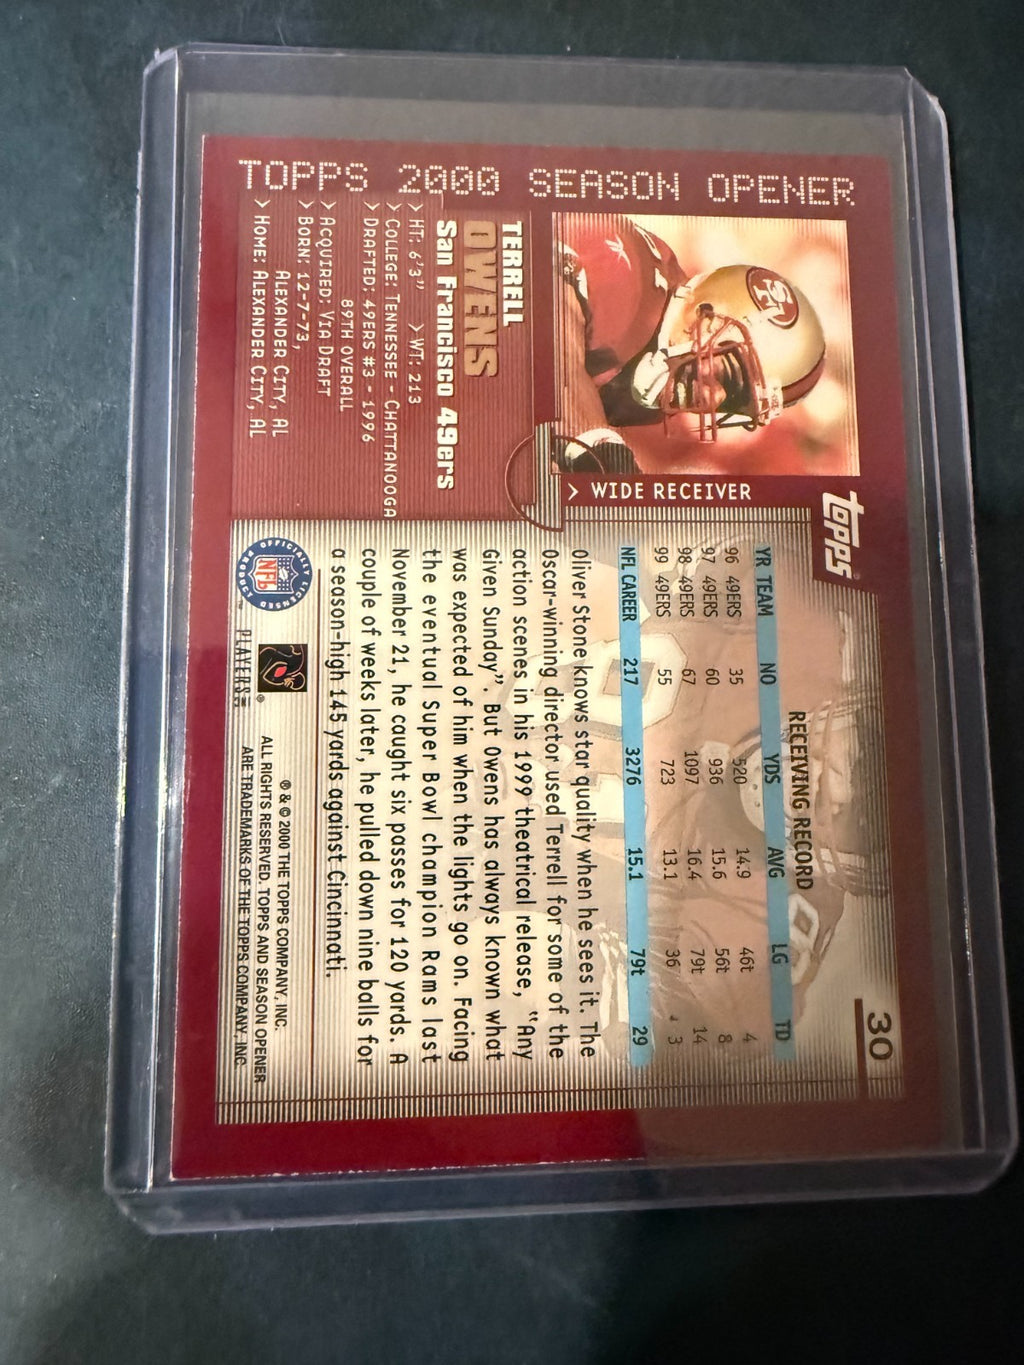 TOPPS 2000 SEASON OPENER
> WIDE RECEIVER
TERRELL
OWENS
San Francisco 49ers
> HT: 6'3" > WT: 213
> COLLEGE: TENNESSEE - CHATTANOOGA
> DRAFTED: 49ERS #3 - 1996
89TH OVERALL
> ACQUIRED: VIA DRAFT
> BORN: 12-7-73,
ALEXANDER CITY, AL
> HOME: ALEXANDER CITY, AL
topps
30
RECEIVING RECORD
YR TEAM NO YDS AVG LG TD
96 49ERS 35 520 14.9 46t 4
97 49ERS 60 936 15.6 56t 8
98 49ERS 67 1097 16.4 79t 14
99 49ERS 55 723 13.1 36 4 3
NFL CAREER 217 3276 15.1 79t 29
Oliver Stone knows star quality when he sees it. The
Oscar-winning director used Terrell for some of the
action scenes in his 1999 theatrical release, "Any
Given Sunday". But Owens has always known what
was expected of him when the lights go on. Facing
the eventual Super Bowl champion Rams last
November 21, he caught six passes for 120 yards. A
couple of weeks later, he pulled down nine balls for
a season-high 145 yards against Cincinnati.
OFFICIALLY LICENSED
NFL
PRODUCT
PLAYERS INC
® & © 2000 THE TOPPS COMPANY, INC.
ALL RIGHTS RESERVED. TOPPS AND SEASON OPENER
ARE TRADEMARKS OF THE TOPPS COMPANY, INC.